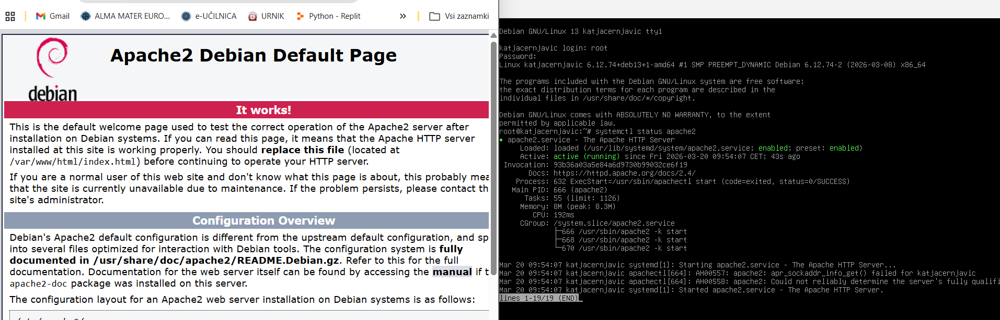 Gmail
ALMA MATER EURO...
e-UČILNICA
URNIK
Python - Replit
»
Vsi zaznamki
debian
Apache2 Debian Default Page
It works!
This is the default welcome page used to test the correct operation of the Apache2 server after
installation on Debian systems. If you can read this page, it means that the Apache HTTP server
installed at this site is working properly. You should replace this file (located at
/var/www/html/index.html) before continuing to operate your HTTP server.
If you are a normal user of this web site and don't know what this page is about, this probably mea
that the site is currently unavailable due to maintenance. If the problem persists, please contact th
site's administrator.
Configuration Overview
Debian's Apache2 default configuration is different from the upstream default configuration, and sp
into several files optimized for interaction with Debian tools. The configuration system is fully
documented in /usr/share/doc/apache2/README.Debian.gz. Refer to this for the full
documentation. Documentation for the web server itself can be found by accessing the manual if t
apache2-doc package was installed on this server.
The configuration layout for an Apache2 web server installation on Debian systems is as follows:
Debian GNU/Linux 13 katjacernjavic tty1
katjacernjavic login: root
Password:
Linux katjacernjavic 6.12.74+deb13+1-amd64 #1 SMP PREEMPT_DYNAMIC Debian 6.12.74-2 (2026-03-08) x86_64
The programs included with the Debian GNU/Linux system are free software;
the exact distribution terms for each program are described in the
individual files in /usr/share/doc/*/copyright.
Debian GNU/Linux comes with ABSOLUTELY NO WARRANTY, to the extent
permitted by applicable law.
root@katjacernjavic:~# systemctl status apache2
● apache2.service - The Apache HTTP Server
Loaded: loaded (/usr/lib/systemd/system/apache2.service; enabled; preset: enabled)
Active: active (running) since Fri 2026-03-20 09:54:07 CET; 43s ago
Invocation: 93b36a03a5e84a6d9730b99032ce6f19
Docs: https://httpd.apache.org/docs/2.4/
Process: 632 ExecStart=/usr/sbin/apachectl start (code=exited, status=0/SUCCESS)
Main PID: 666 (apache2)
Tasks: 55 (limit: 1126)
Memory: 8M (peak: 8.3M)
CPU: 192ms
CGroup: /system.slice/apache2.service
├─666 /usr/sbin/apache2 -k start
├─668 /usr/sbin/apache2 -k start
└─670 /usr/sbin/apache2 -k start
Mar 20 09:54:07 katjacernjavic systemd[1]: Starting apache2.service - The Apache HTTP Server...
Mar 20 09:54:07 katjacernjavic apachectl[664]: AH00557: apache2: apr_sockaddr_info_get() failed for katjacernjavic
Mar 20 09:54:07 katjacernjavic apachectl[664]: AH00558: apache2: Could not reliably determine the server's fully qualifi
Mar 20 09:54:07 katjacernjavic systemd[1]: Started apache2.service - The Apache HTTP Server.
lines 1-19/19 (END)